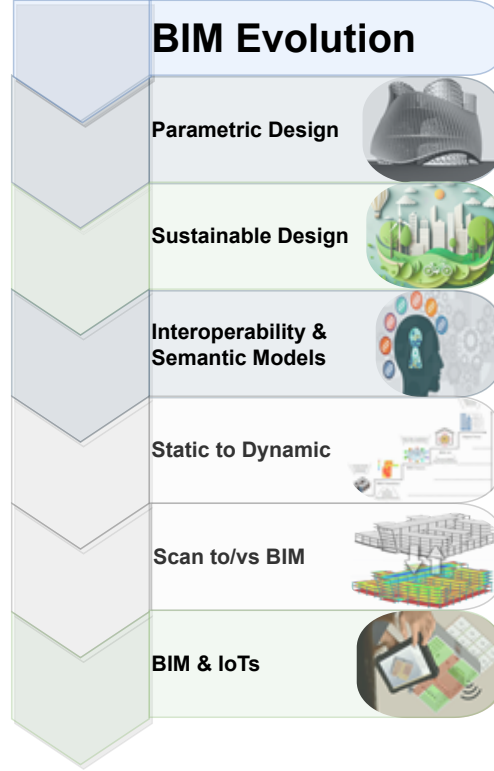 BIM Evolution
Parametric Design
Sustainable Design
Interoperability &
Semantic Models
Static to Dynamic
Scan to/vs BIM
BIM & IoTs